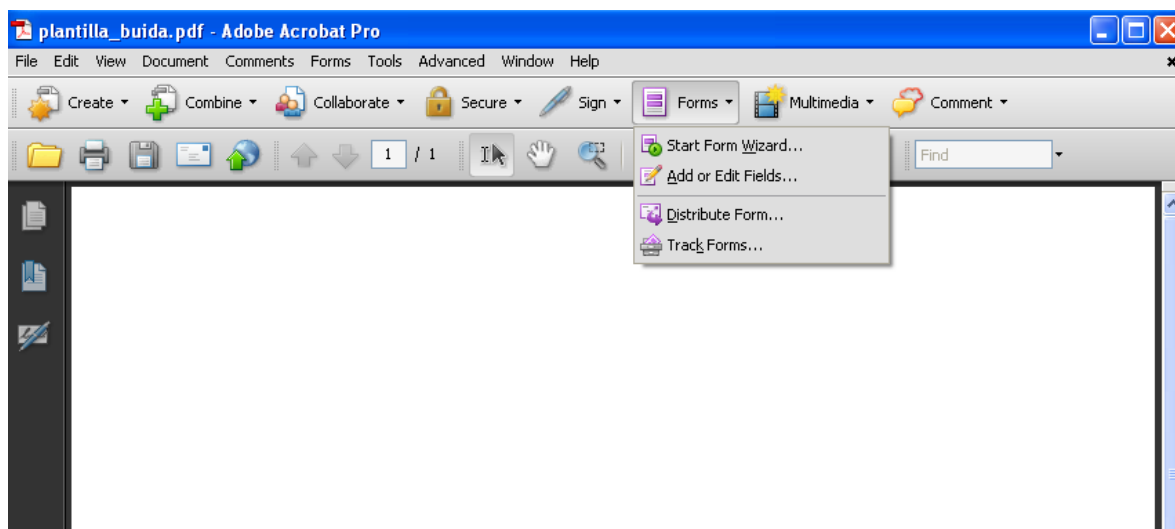 plantilla_buida.pdf - Adobe Acrobat Pro
File Edit View Document Comments Forms Tools Advanced Window Help
Create Combine Collaborate Secure Sign Forms Multimedia Comment
1 / 1 Find
Start Form Wizard...
Add or Edit Fields...
Distribute Form...
Track Forms...